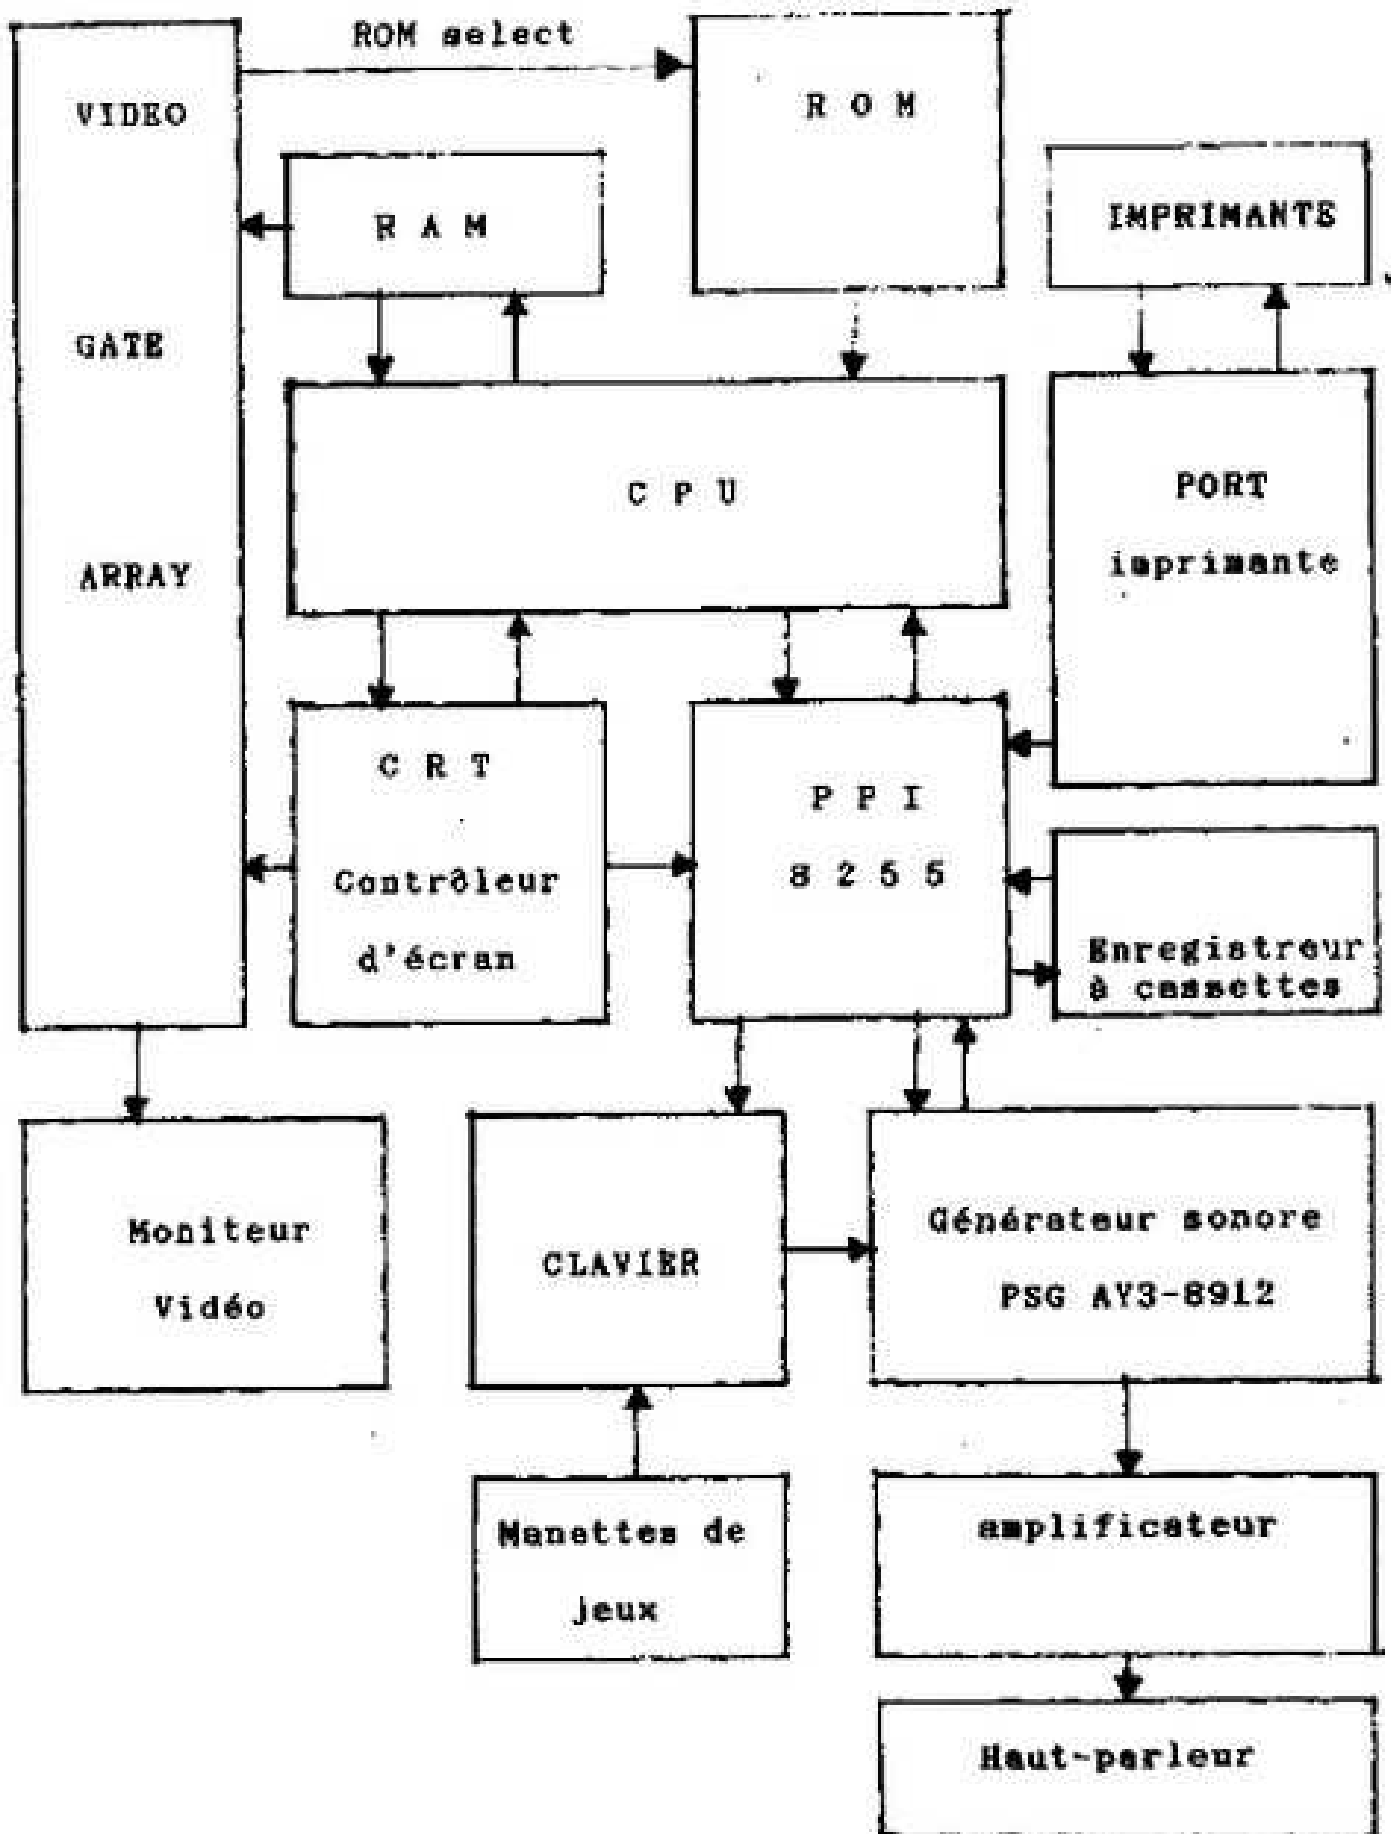 ROM select
VIDEO
GATE
ARRAY
R O M
R A M
IMPRIMANTE
C P U
PORT
imprimante
C R T
Contrôleur
d'écran
P P I
8 2 5 5
Enregistreur
à cassettes
Moniteur
Vidéo
CLAVIER
Générateur sonore
PSG AY3-8912
Manettes de
jeux
amplificateur
Haut-parleur